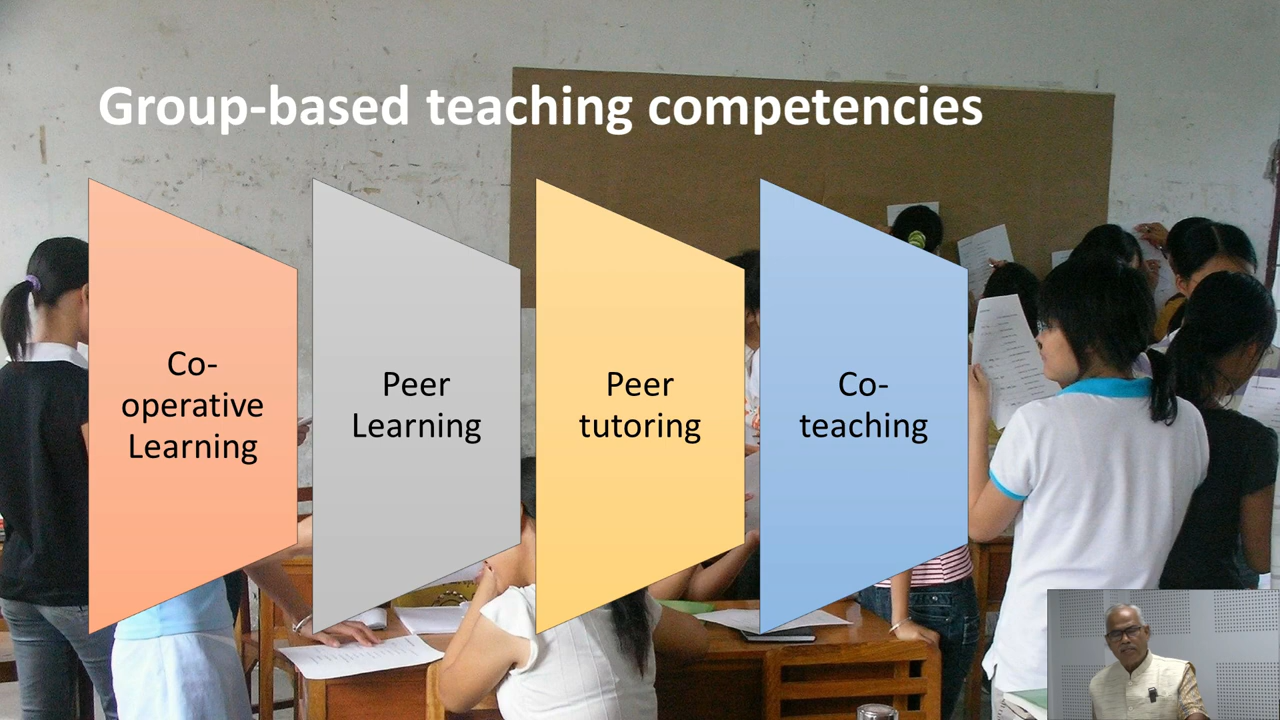 Group-based teaching competencies
Co-
operative
Learning
Peer
Learning
Peer
tutoring
Co-
teaching